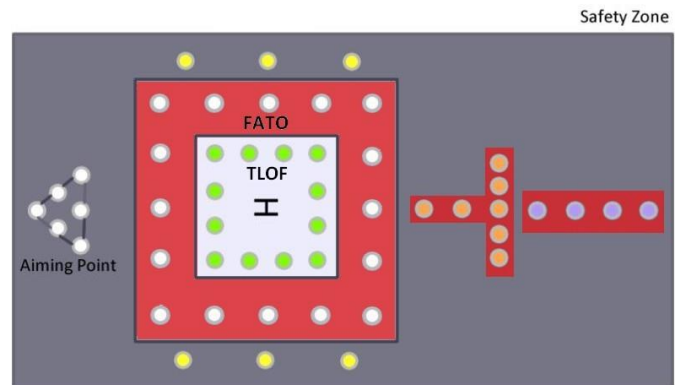 Safety Zone
FATO
TLOF
H
Aiming Point